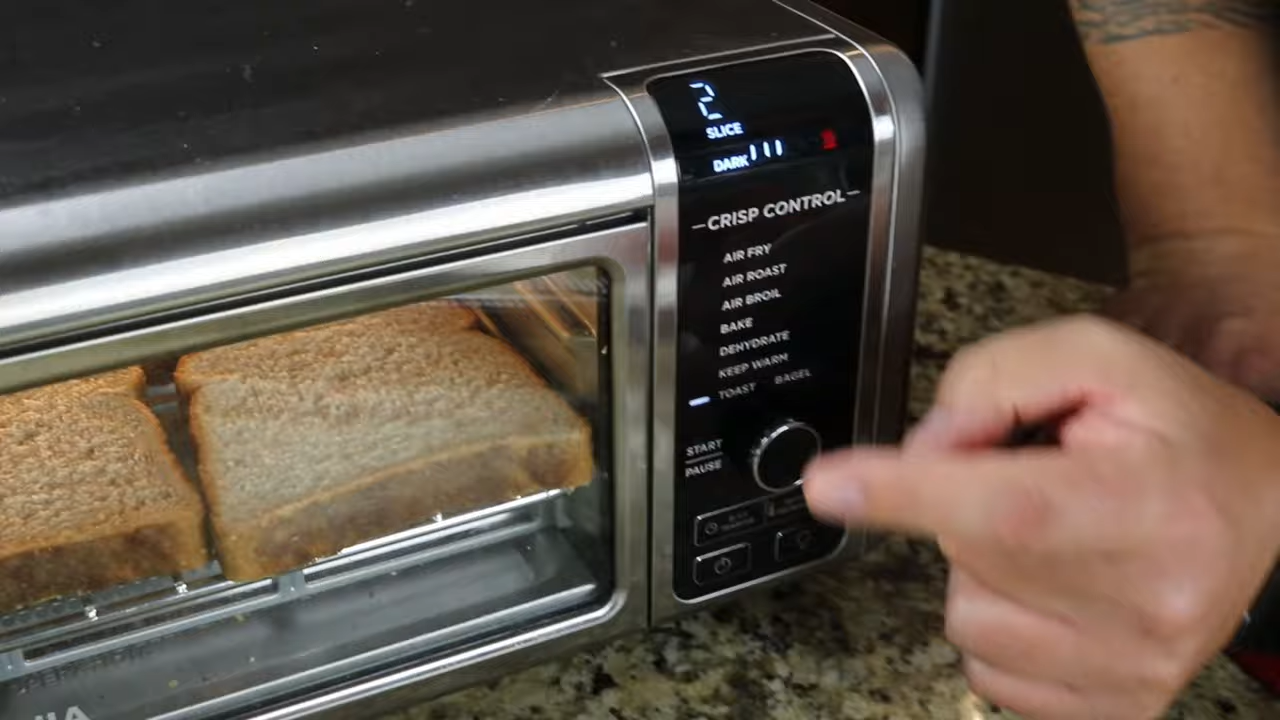 2
SLICE
DARK
CRISP CONTROL
AIR FRY
AIR ROAST
AIR BROIL
BAKE
DEHYDRATE
KEEP WARM
TOAST BAGEL
START
PAUSE